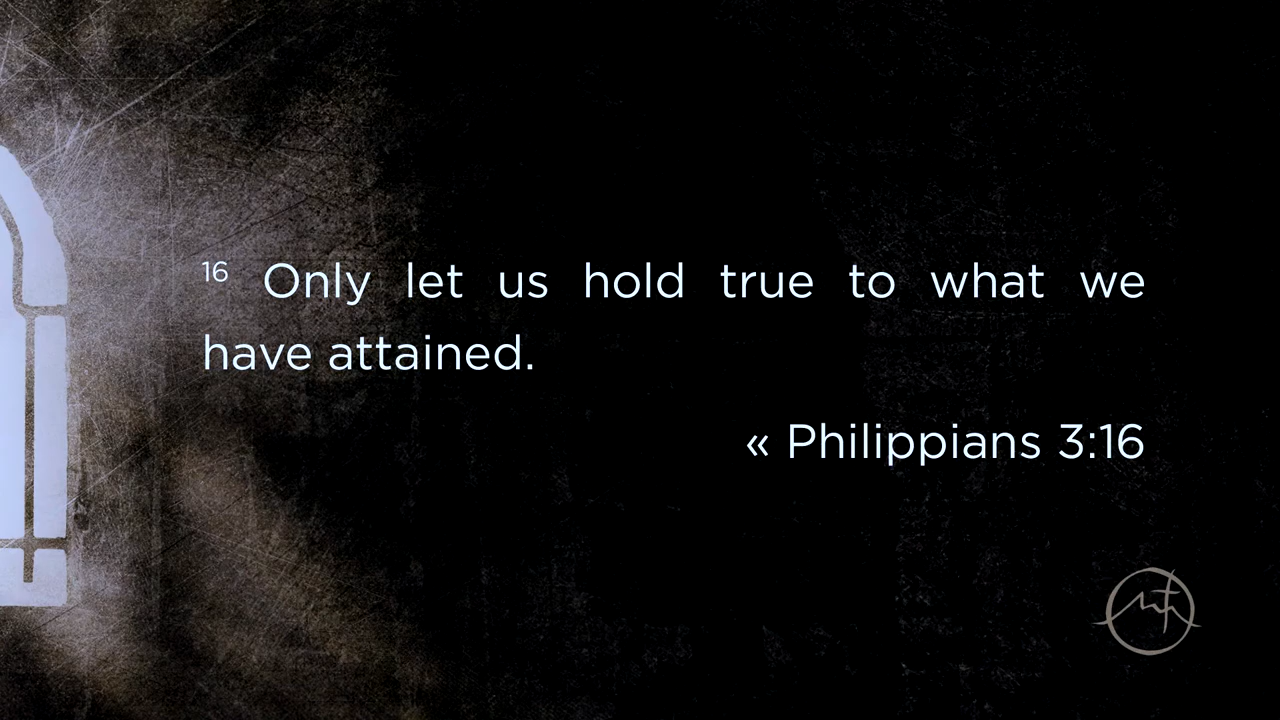 16 Only let us hold true to what we
have attained.
« Philippians 3:16